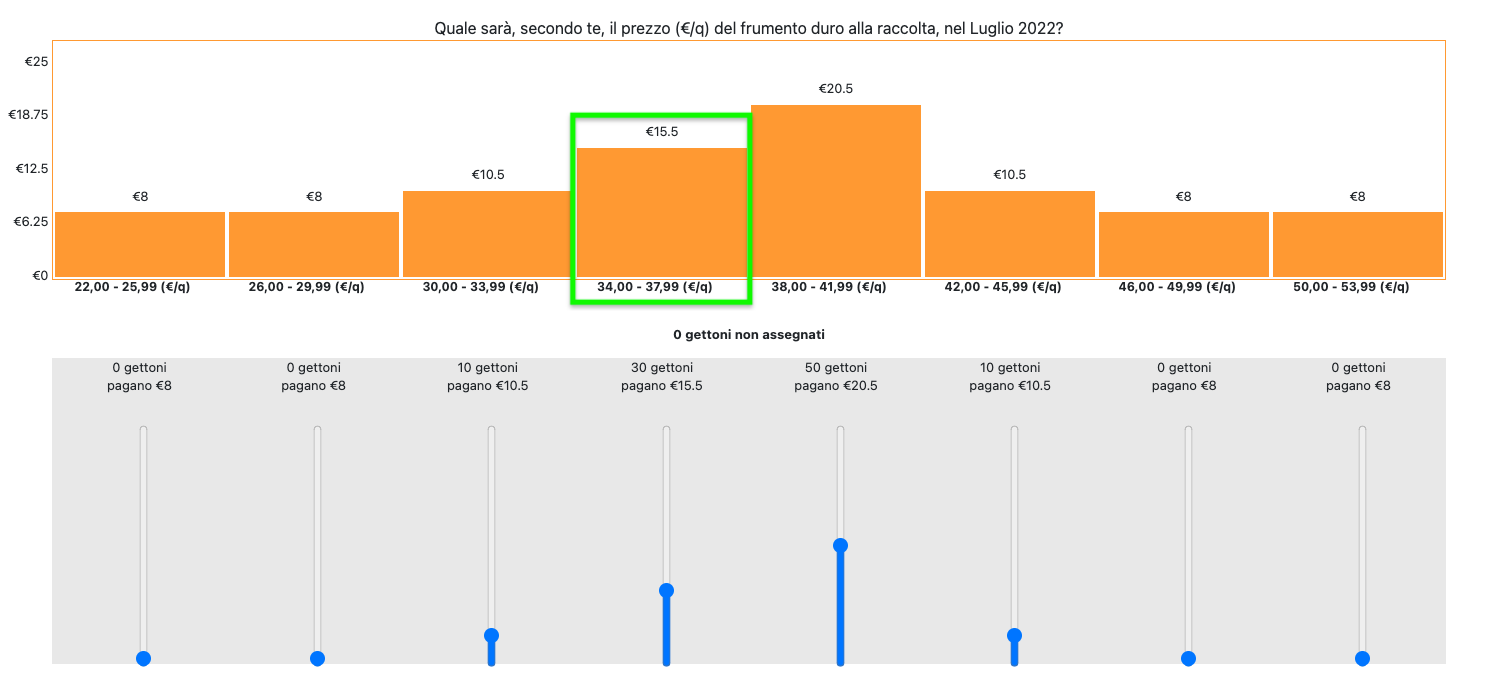 Quale sarà, secondo te, il prezzo (€/q) del frumento duro alla raccolta, nel Luglio 2022?
€25
€18.75
€12.5
€6.25
€0
€8
€8
€10.5
€15.5
€20.5
€10.5
€8
€8
22,00 - 25,99 (€/q)
26,00 - 29,99 (€/q)
30,00 - 33,99 (€/q)
34,00 - 37,99 (€/q)
38,00 - 41,99 (€/q)
42,00 - 45,99 (€/q)
46,00 - 49,99 (€/q)
50,00 - 53,99 (€/q)
0 gettoni non assegnati
0 gettoni
pagano €8
0 gettoni
pagano €8
10 gettoni
pagano €10.5
30 gettoni
pagano €15.5
50 gettoni
pagano €20.5
10 gettoni
pagano €10.5
0 gettoni
pagano €8
0 gettoni
pagano €8